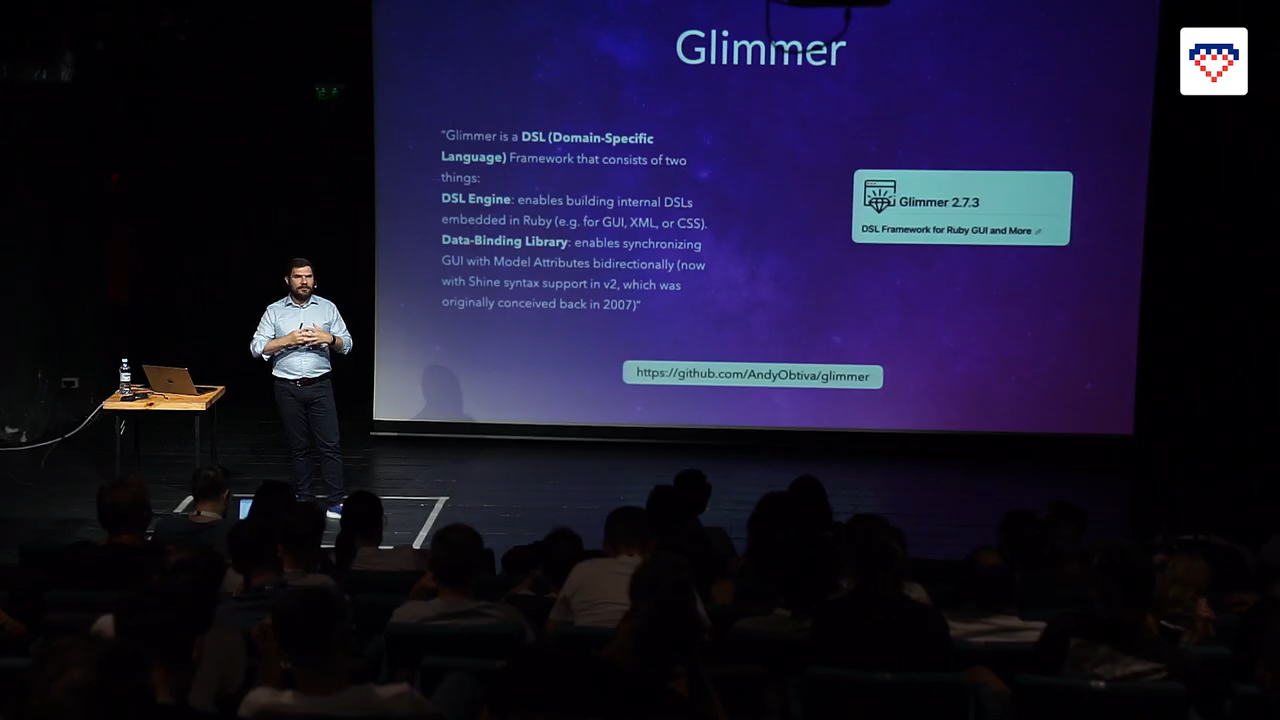 Glimmer
"Glimmer is a DSL (Domain-Specific
Language) Framework that consists of two
things:
DSL Engine: enables building internal DSLs
embedded in Ruby (e.g. for GUI, XML, or CSS).
Data-Binding Library: enables synchronizing
GUI with Model Attributes bidirectionally (now
with Shine syntax support in v2, which was
originally conceived back in 2007)"
Glimmer 2.7.3
DSL Framework for Ruby GUI and More
https://github.com/AndyObtiva/glimmer